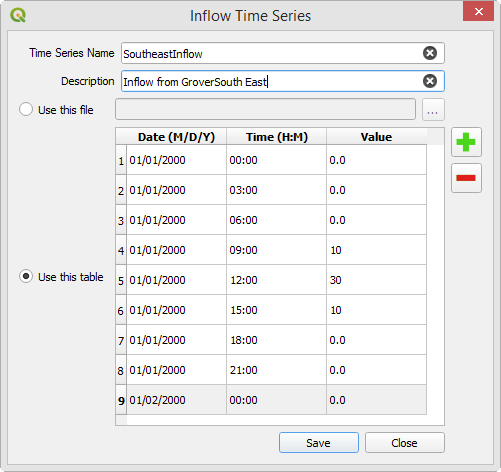 Inflow Time Series
Time Series Name SoutheastInflow
Description Inflow from GroverSouth East
Use this file ...
Date (M/D/Y) Time (H:M) Value
1 01/01/2000 00:00 0.0
2 01/01/2000 03:00 0.0
3 01/01/2000 06:00 0.0
4 01/01/2000 09:00 10
Use this table
5 01/01/2000 12:00 30
6 01/01/2000 15:00 10
7 01/01/2000 18:00 0.0
8 01/01/2000 21:00 0.0
9 01/02/2000 00:00 0.0
Save Close